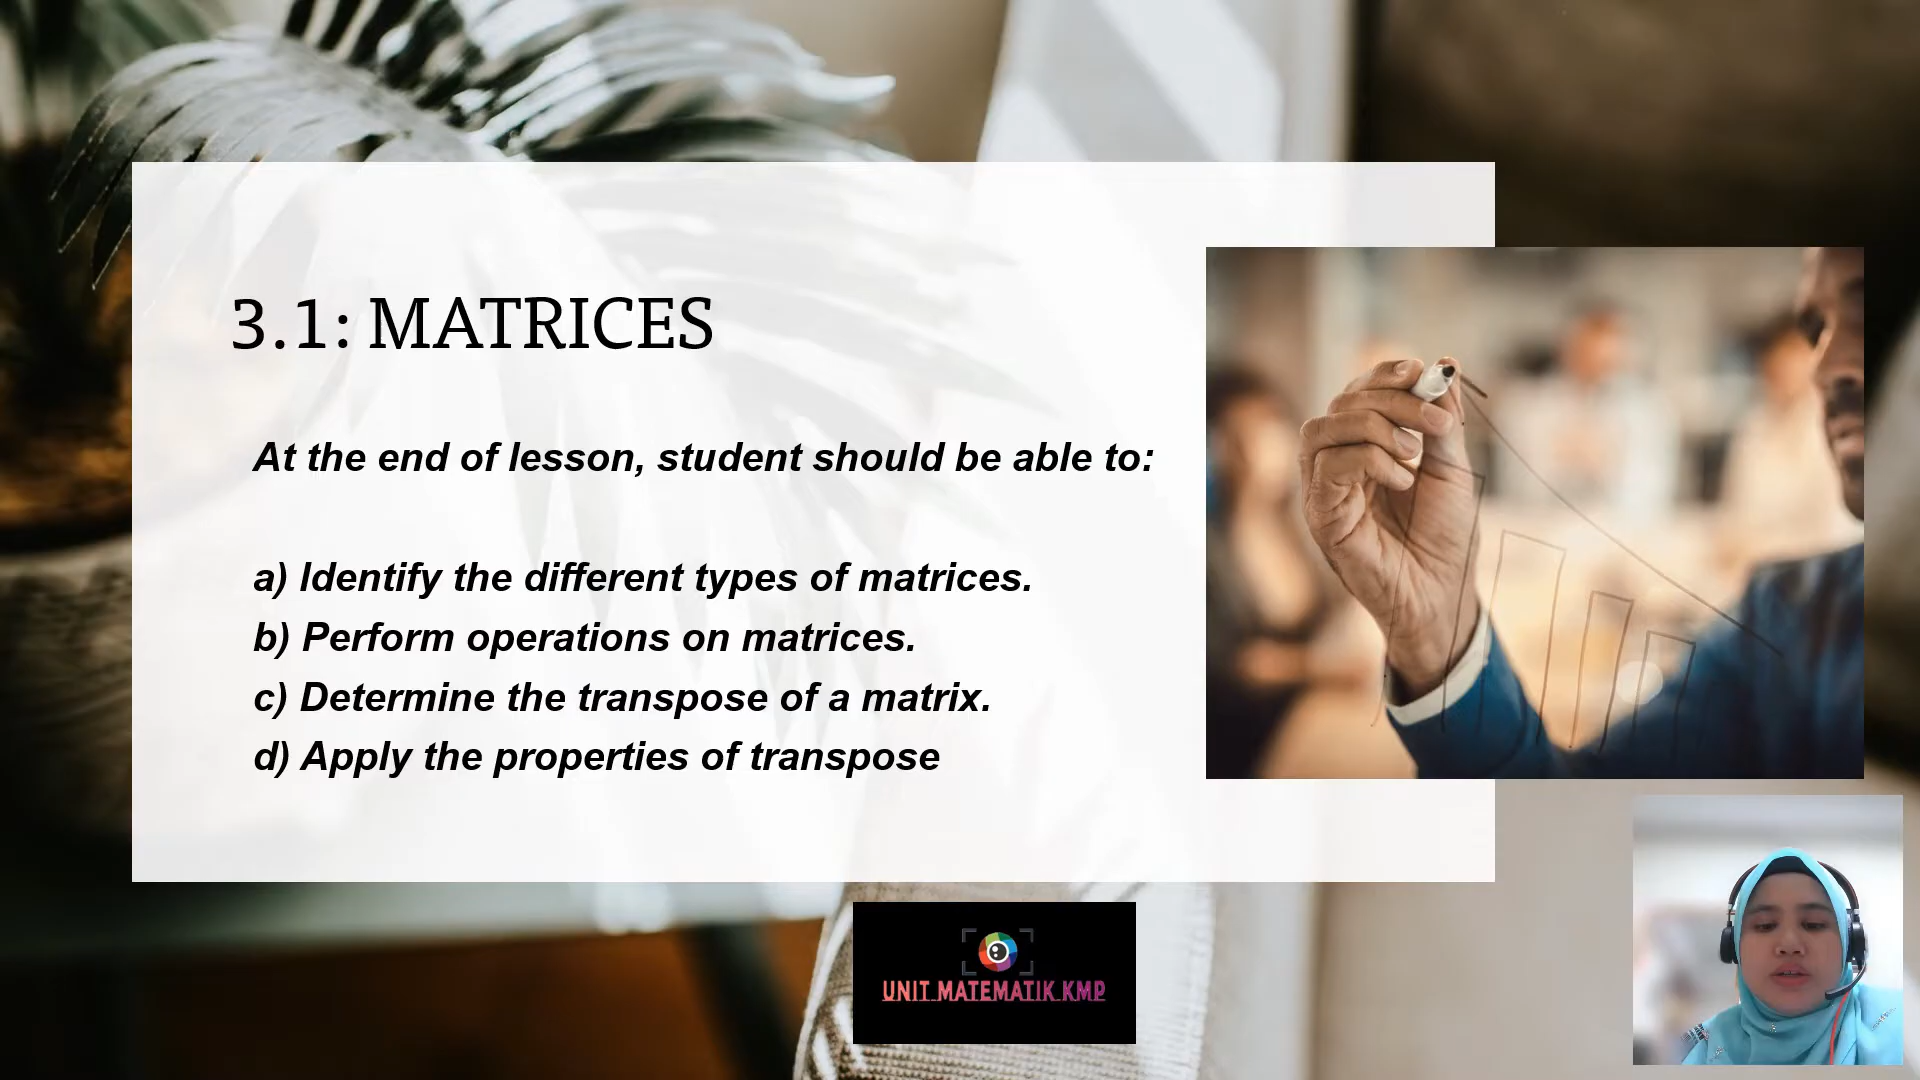 3.1: MATRICES
At the end of lesson, student should be able to:
a) Identify the different types of matrices.
b) Perform operations on matrices.
c) Determine the transpose of a matrix.
d) Apply the properties of transpose
UNIT MATEMATIK KMP